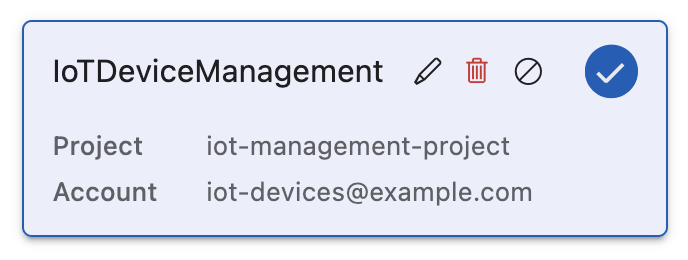 IoTDeviceManagement
Project iot-management-project
Account iot-devices@example.com